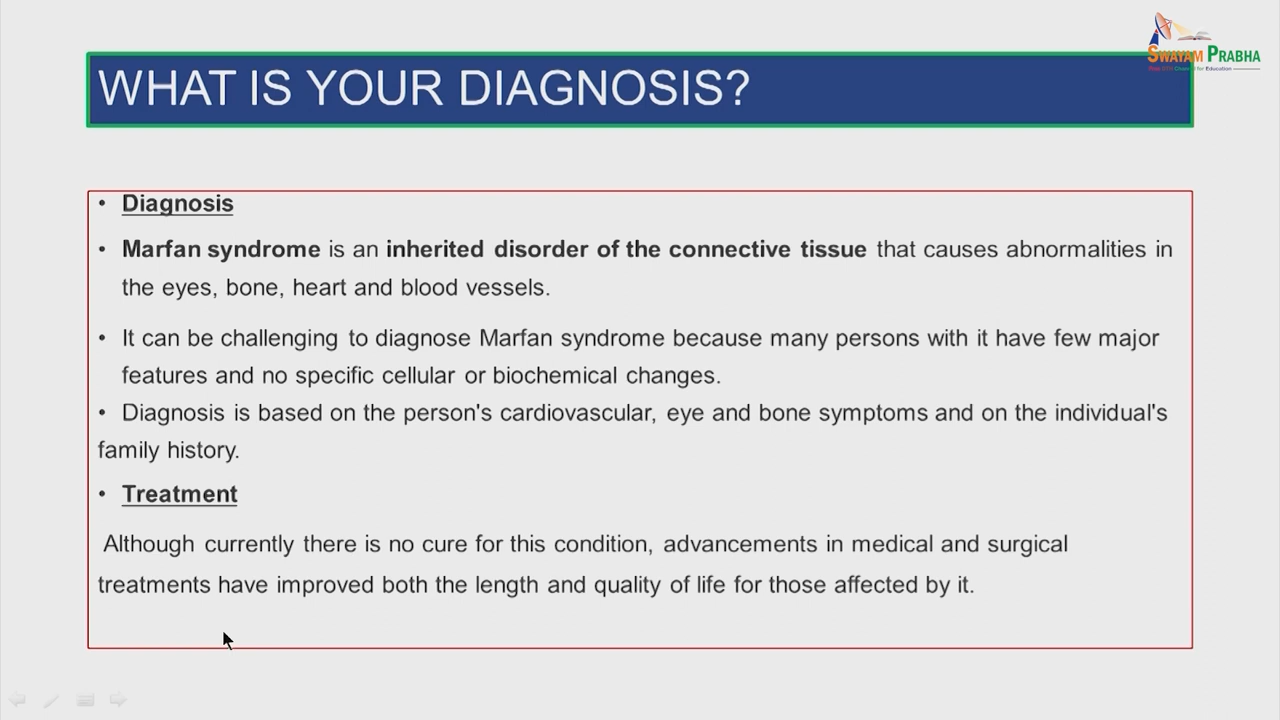 SWAYAM PRABHA
WHAT IS YOUR DIAGNOSIS?
• Diagnosis
• Marfan syndrome is an inherited disorder of the connective tissue that causes abnormalities in
the eyes, bone, heart and blood vessels.
• It can be challenging to diagnose Marfan syndrome because many persons with it have few major
features and no specific cellular or biochemical changes.
• Diagnosis is based on the person's cardiovascular, eye and bone symptoms and on the individual's
family history.
• Treatment
Although currently there is no cure for this condition, advancements in medical and surgical
treatments have improved both the length and quality of life for those affected by it.